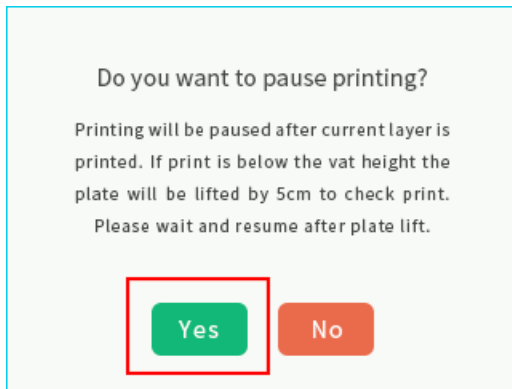 Do you want to pause printing?
Printing will be paused after current layer is
printed. If print is below the vat height the
plate will be lifted by 5cm to check print.
Please wait and resume after plate lift.
Yes No